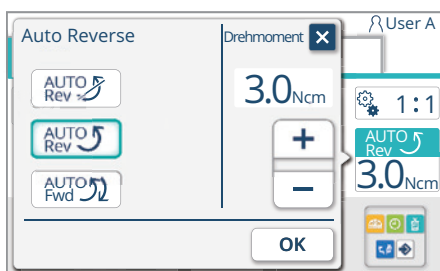 User A
Auto Reverse
Drehmoment
AUTO
Rev
3.0Ncm
1:1
AUTO
Rev
+
AUTO
Rev
3.0Ncm
AUTO
Fwd
−
OK